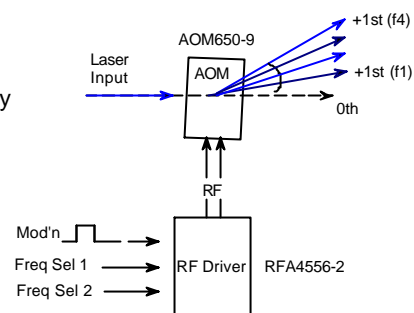 +1st (f4)
AOM650-9
Laser
Input
AOM
+1st (f1)
y
0th
RF
Mod'n
Freq Sel 1
RF Driver
RFA4556-2
Freq Sel 2